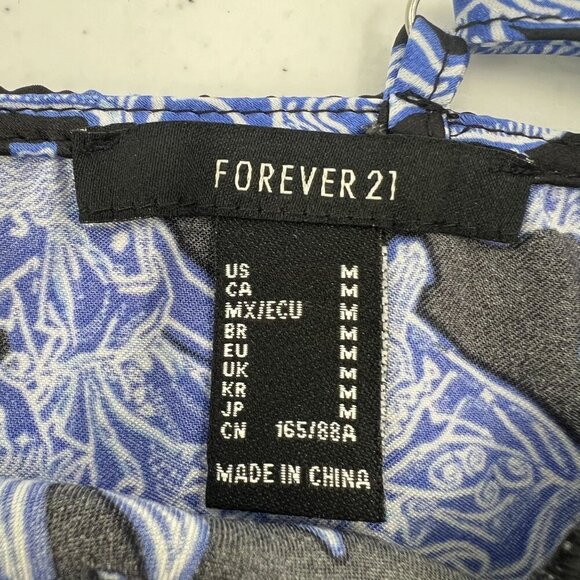 FOREVER 21
US M
CA M
MX/ECU M
BR M
EU M
UK M
KR M
JP M
CN 165/88A
MADE IN CHINA